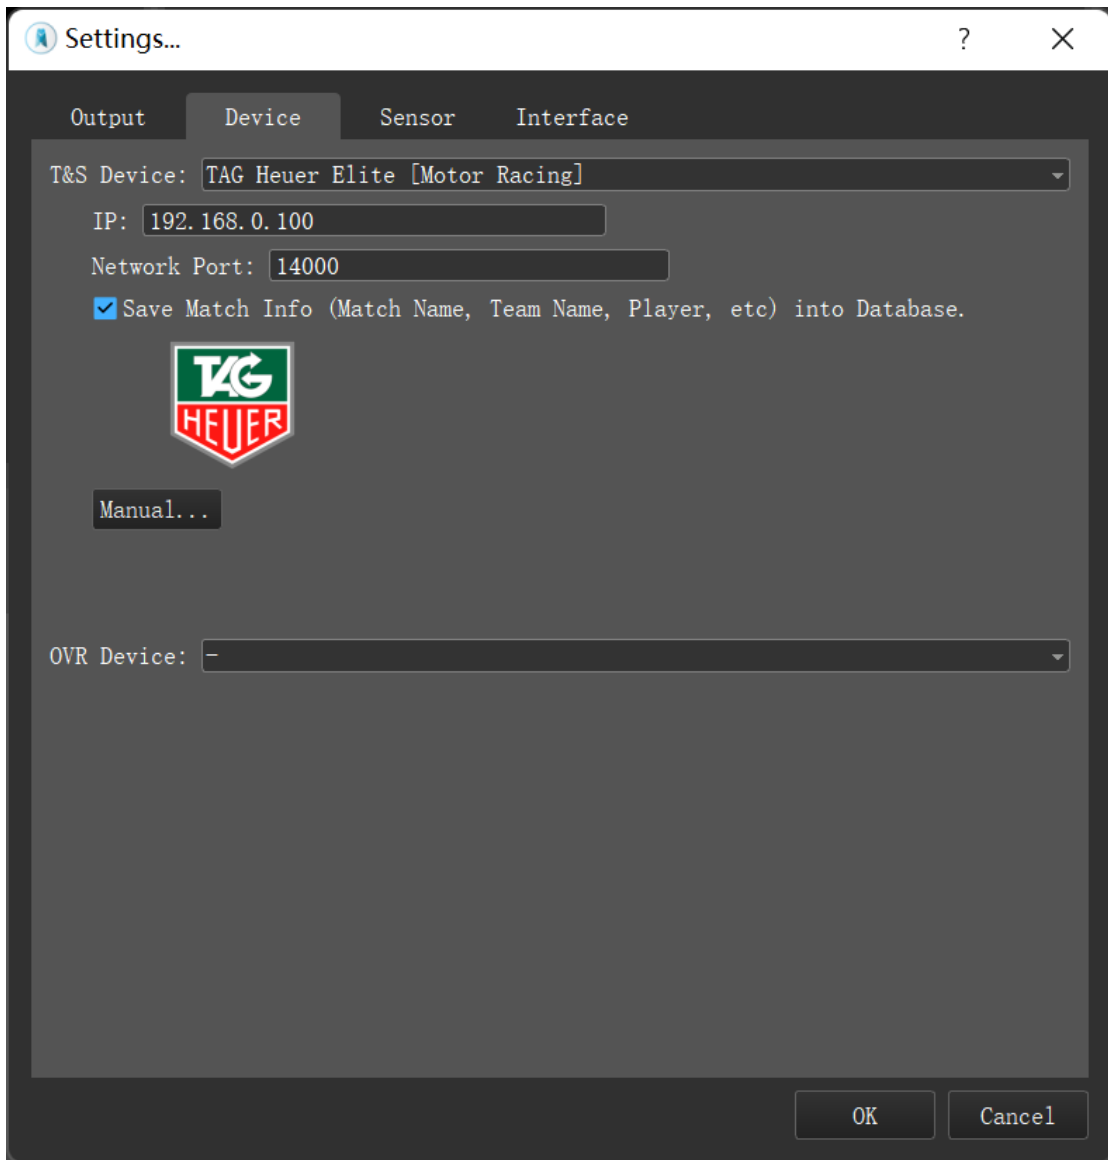 Settings...
?
Output Device Sensor Interface
T&S Device: TAG Heuer Elite [Motor Racing]
IP: 192.168.0.100
Network Port: 14000
Save Match Info (Match Name, Team Name, Player, etc) into Database.
TAG
HEUER
Manual...
OVR Device: -
OK Cancel